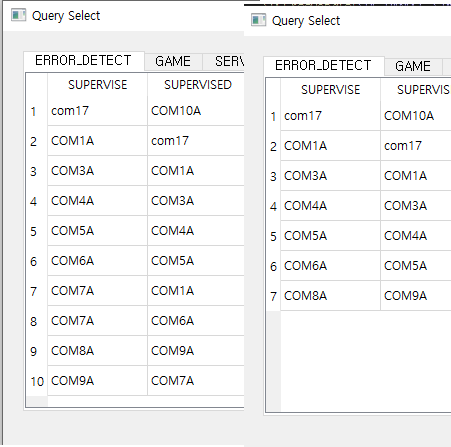 Query Select
ERROR_DETECT GAME SERV
SUPERVISE SUPERVISED
1 com17 COM10A
2 COM1A com17
3 COM3A COM1A
4 COM4A COM3A
5 COM5A COM4A
6 COM6A COM5A
7 COM7A COM1A
8 COM7A COM6A
9 COM8A COM9A
10 COM9A COM7A
Query Select
ERROR_DETECT GAME
SUPERVISE SUPERVIS
1 com17 COM10A
2 COM1A com17
3 COM3A COM1A
4 COM4A COM3A
5 COM5A COM4A
6 COM6A COM5A
7 COM8A COM9A